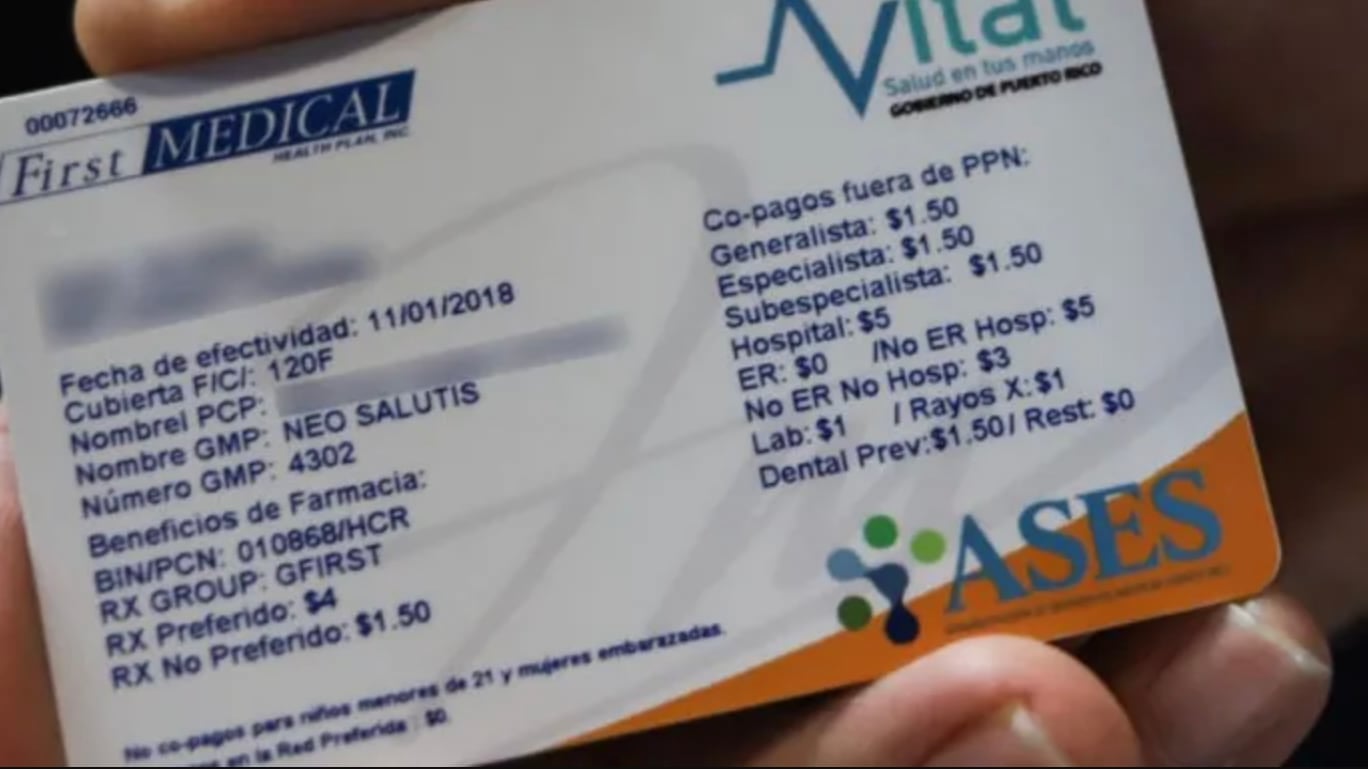 00072666
First MEDICAL
HEALTH PLAN, INC.
Fecha de efectividad: 11/01/2018
Cubierta F/C/: 120F
Nombrel PCP:
Nombre GMP: NEO SALUTIS
Número GMP: 4302
Beneficios de Farmacia:
BIN/PCN: 010868/HCR
RX GROUP: GFIRST
RX Preferido: $4
RX No Preferido: $1.50
No co-pagos para niños menores de 21 y mujeres embarazadas.
en la Red Preferida : $0.
Vital
Salud en tus manos
GOBIERNO DE PUERTO RICO
Co-pagos fuera de PPN:
Generalista: $1.50
Especialista: $1.50
Subespecialista: $1.50
Hospital: $5
ER: $0 /No ER Hosp: $5
No ER No Hosp: $3
Lab: $1 / Rayos X: $1
Dental Prev:$1.50/ Rest: $0
ASES